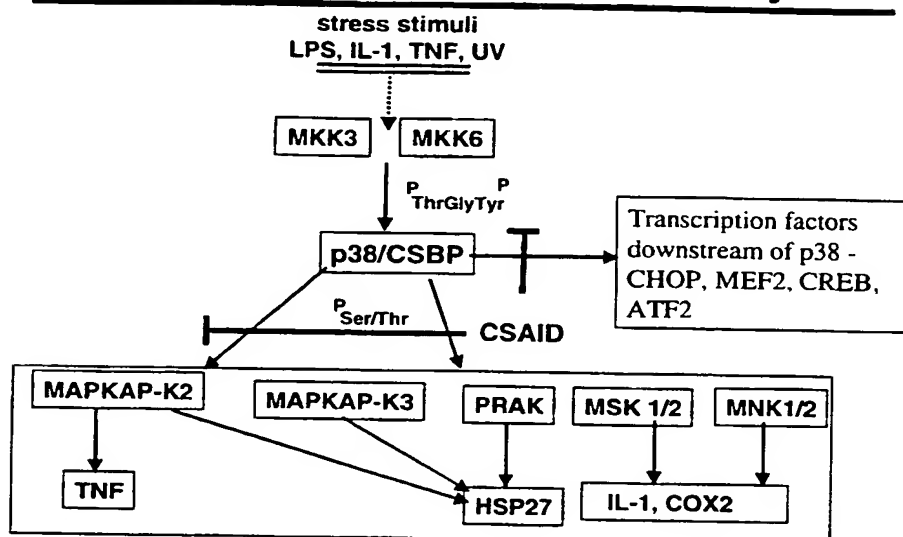 stress stimuli
LPS, IL-1, TNF, UV
MKK3
MKK6
P P
ThrGlyTyr
p38/CSBP
Transcription factors
downstream of p38 -
CHOP, MEF2, CREB,
ATF2
P
Ser/Thr
CSAID
MAPKAP-K2
MAPKAP-K3
PRAK
MSK 1/2
MNK1/2
TNF
HSP27
IL-1, COX2